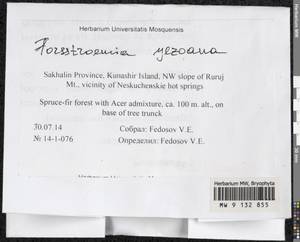 Herbarium Universitatis Mosquensis
Forsstroemia yezoana
Sakhalin Province, Kunashir Island, NW slope of Ruruj
Mt., vicinity of Neskuchenskie hot springs
Spruce-fir forest with Acer admixture, ca. 100 m. alt., on
base of tree trunck
30.07.14
Собрал: Fedosov V.E.
№ 14-1-076
Определил: Fedosov V.E.
Herbarium MW, Bryophyta
MW 9 132 855